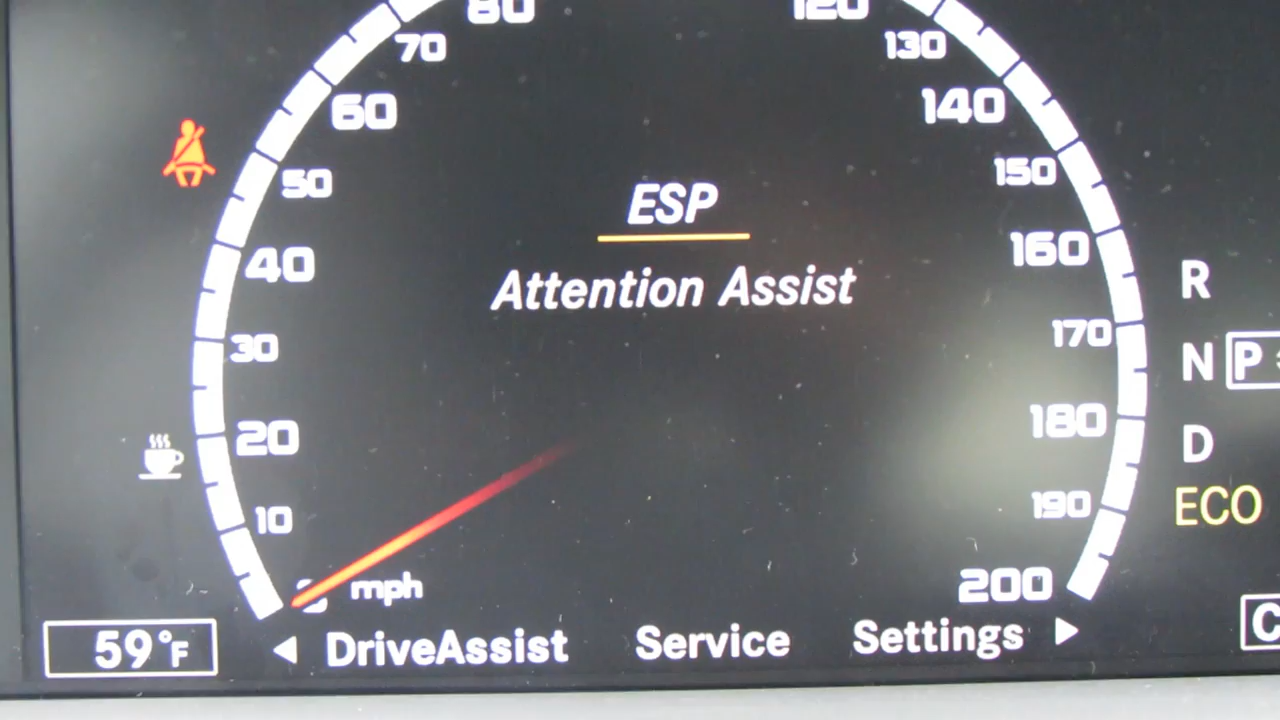 80
120
70
130
60
140
50
150
ESP
40
160
Attention Assist
30
170
R
N
P
20
180
D
10
190
ECO
mph
200
59°F
DriveAssist
Service
Settings
C